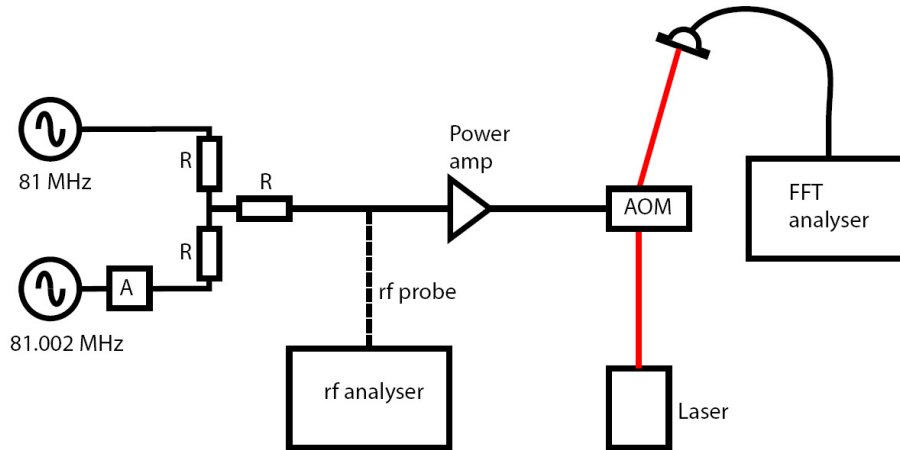 81 MHz
R
R
R
A
81.002 MHz
rf probe
rf analyser
Power
amp
AOM
Laser
FFT
analyser